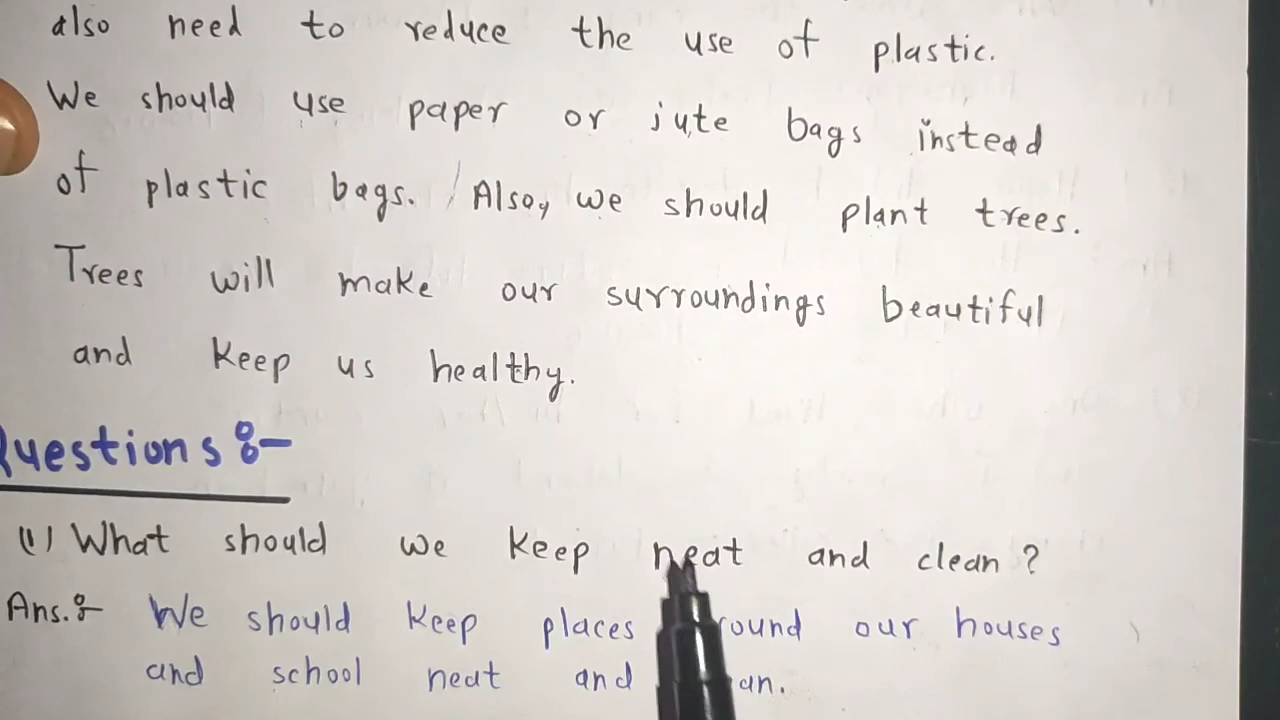 also need to reduce the use of plastic.
We should use paper or jute bags instead
of plastic bags. Also, we should plant trees.
Trees will make our surroundings beautiful
and keep us healthy.
Questions :-
(1) What should we keep neat and clean?
Ans. :- We should keep places our houses
and school neat and